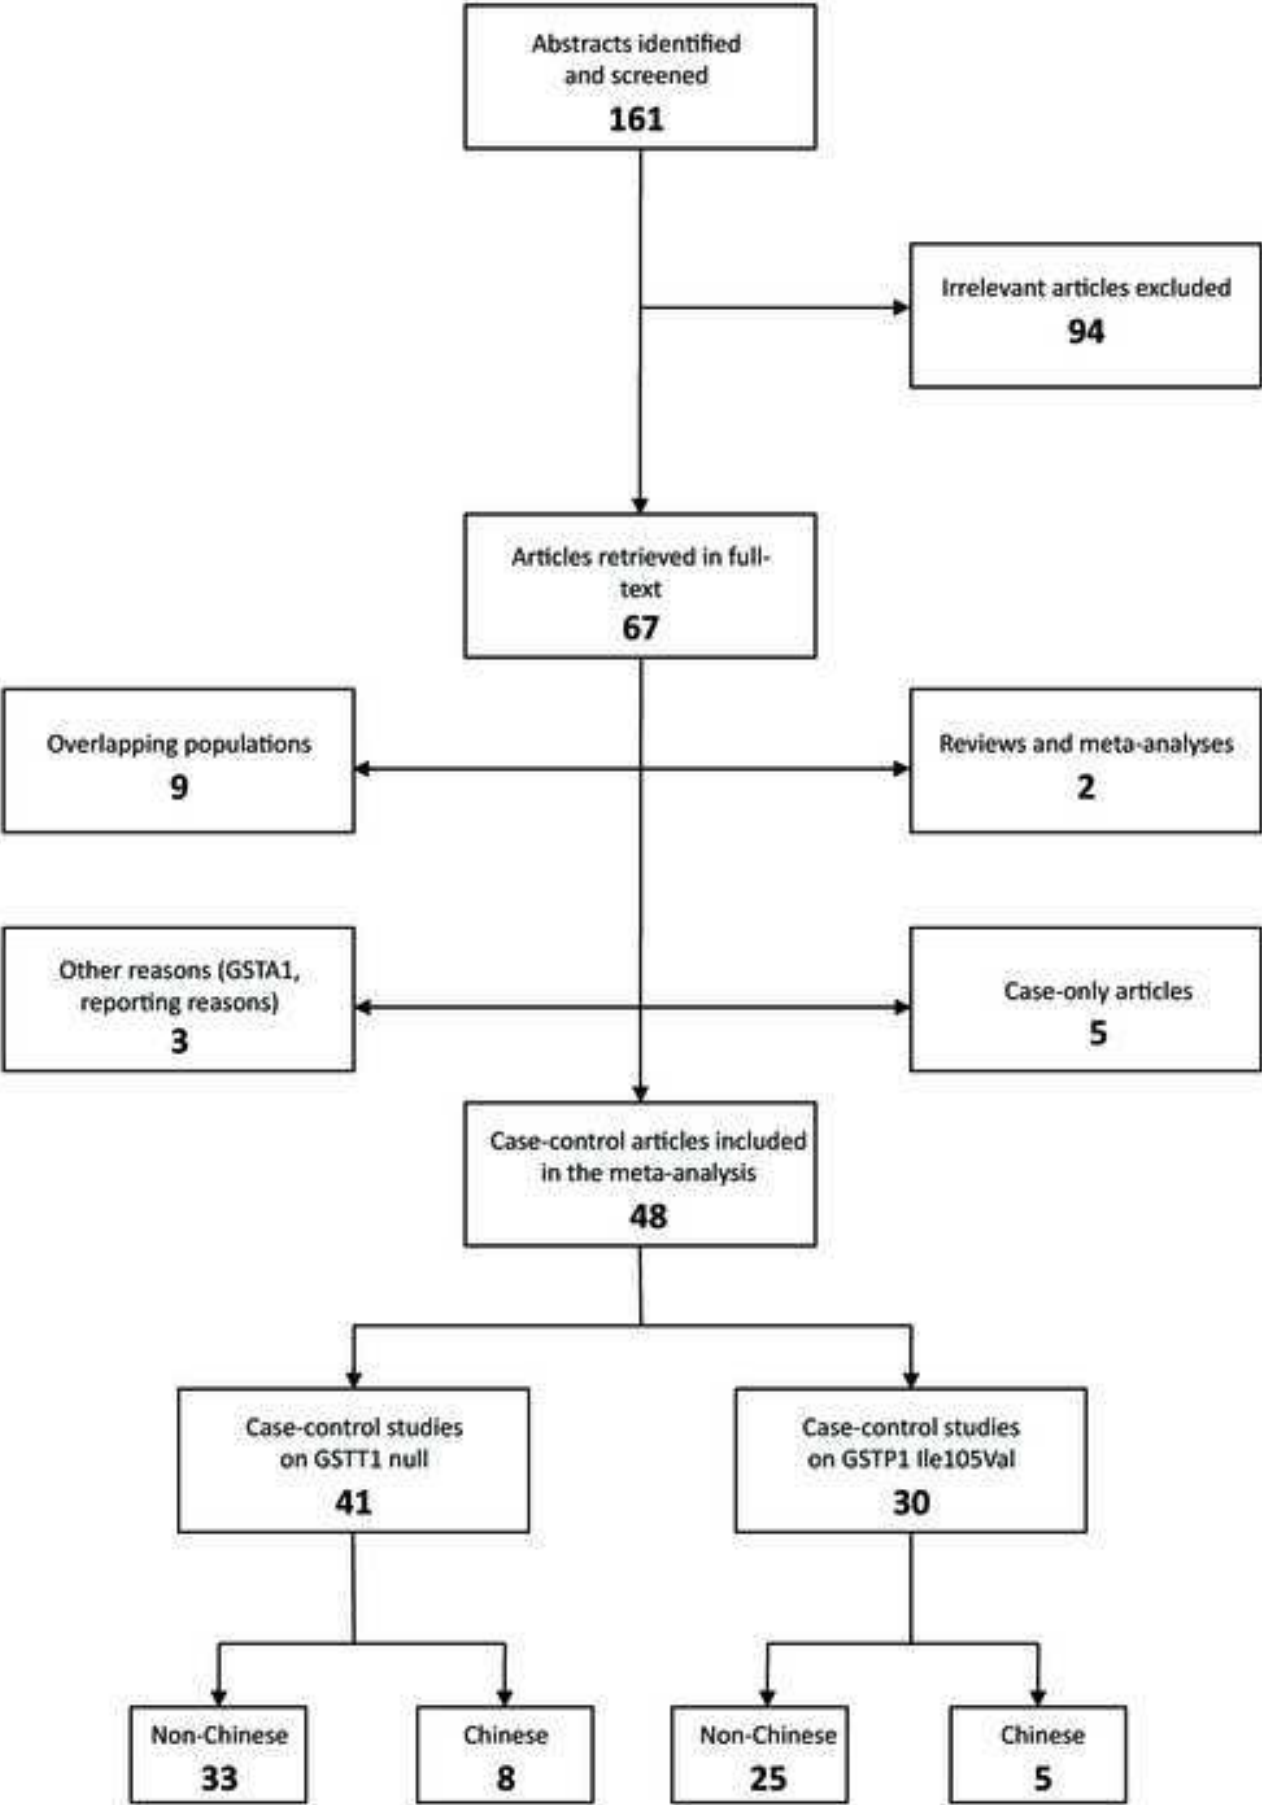 Abstracts identified
and screened
161
Irrelevant articles excluded
94
Articles retrieved in full-
text
67
Overlapping populations
9
Reviews and meta-analyses
2
Other reasons (GSTA1,
reporting reasons)
3
Case-only articles
5
Case-control articles included
in the meta-analysis
48
Case-control studies
on GSTT1 null
41
Case-control studies
on GSTP1 Ile105Val
30
Non-Chinese
33
Chinese
8
Non-Chinese
25
Chinese
5